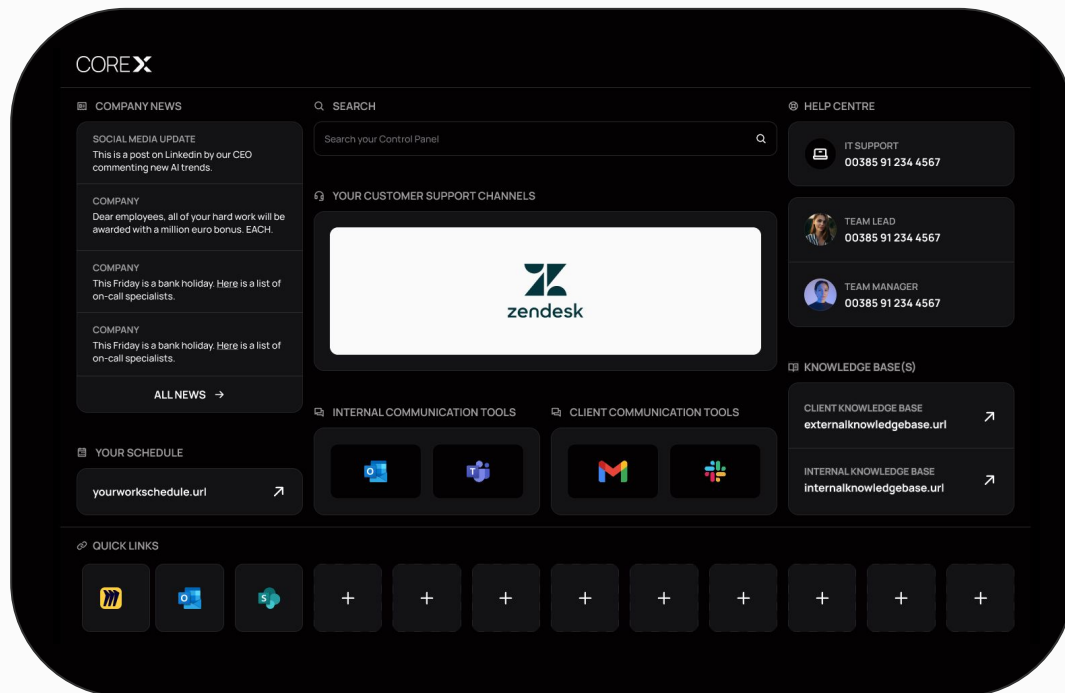 COREX
COMPANY NEWS
SOCIAL MEDIA UPDATE
This is a post on Linkedin by our CEO
commenting new AI trends.
COMPANY
Dear employees, all of your hard work will be
awarded with a million euro bonus. EACH.
COMPANY
This Friday is a bank holiday. Here is a list of
on-call specialists.
COMPANY
This Friday is a bank holiday. Here is a list of
on-call specialists.
ALL NEWS →
YOUR SCHEDULE
yourworkschedule.url
SEARCH
Search your Control Panel
YOUR CUSTOMER SUPPORT CHANNELS
zendesk
INTERNAL COMMUNICATION TOOLS
CLIENT COMMUNICATION TOOLS
HELP CENTRE
IT SUPPORT
00385 91 234 4567
TEAM LEAD
00385 91 234 4567
TEAM MANAGER
00385 91 234 4567
KNOWLEDGE BASE(S)
CLIENT KNOWLEDGE BASE
externalknowledgebase.url
INTERNAL KNOWLEDGE BASE
internalknowledgebase.url
QUICK LINKS